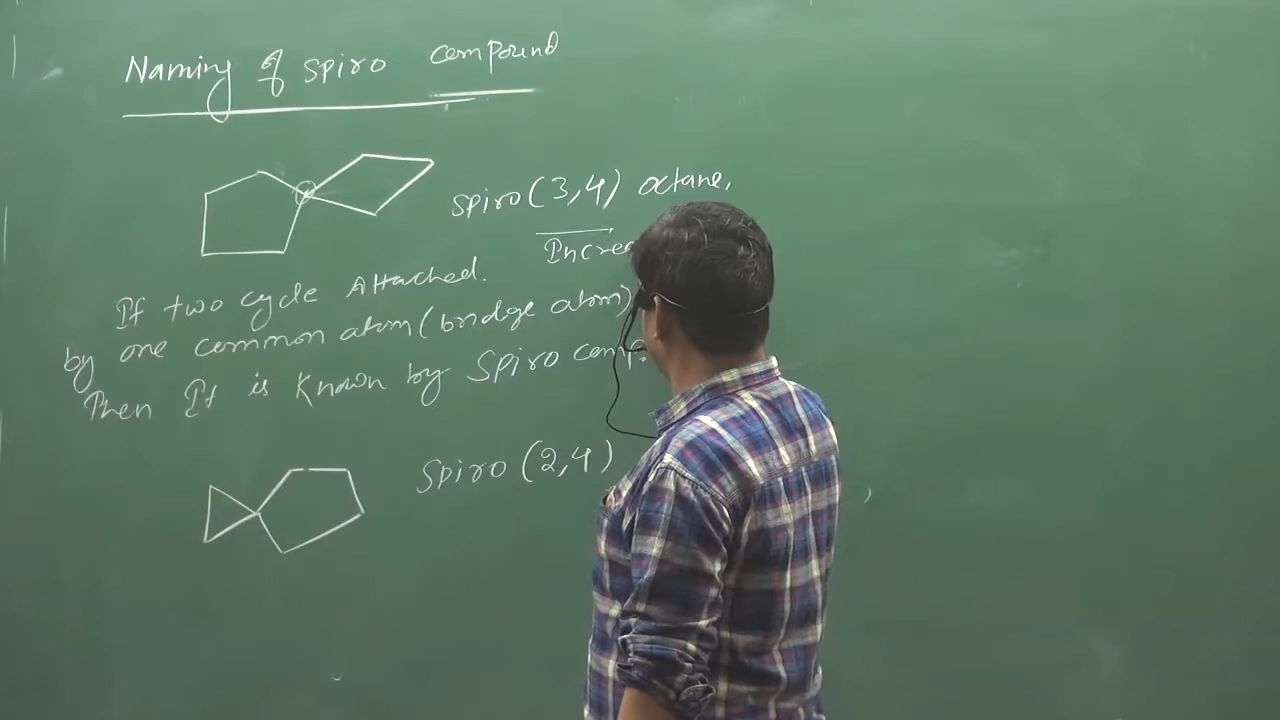 Naming of spiro compound
spiro (3,4) octane,
If two cycle Attached.
by one common atom (bridge atom)
Then It is known by Spiro comp.
Spiro (2,4)